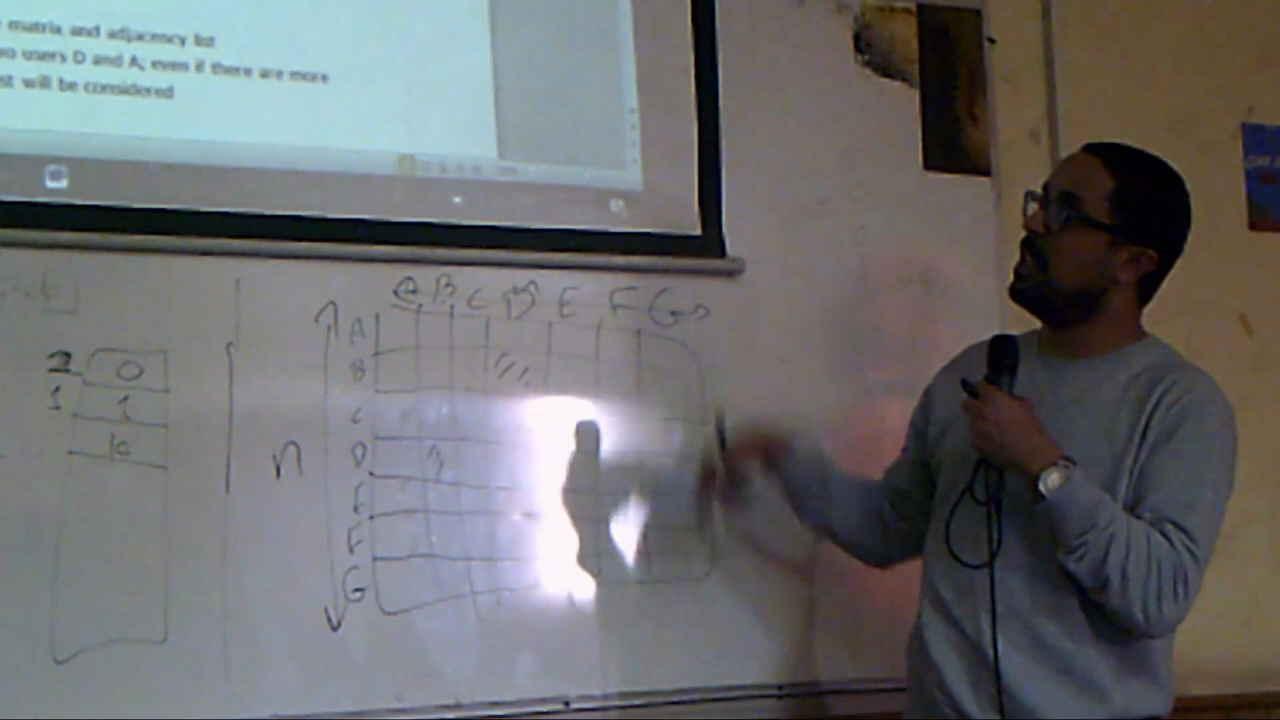 matrix and adjacency list
users D and A, even if there are more
st will be considered
A B C D E F G
A
B
C
D
E
F
G
n
2 0
1 1
10